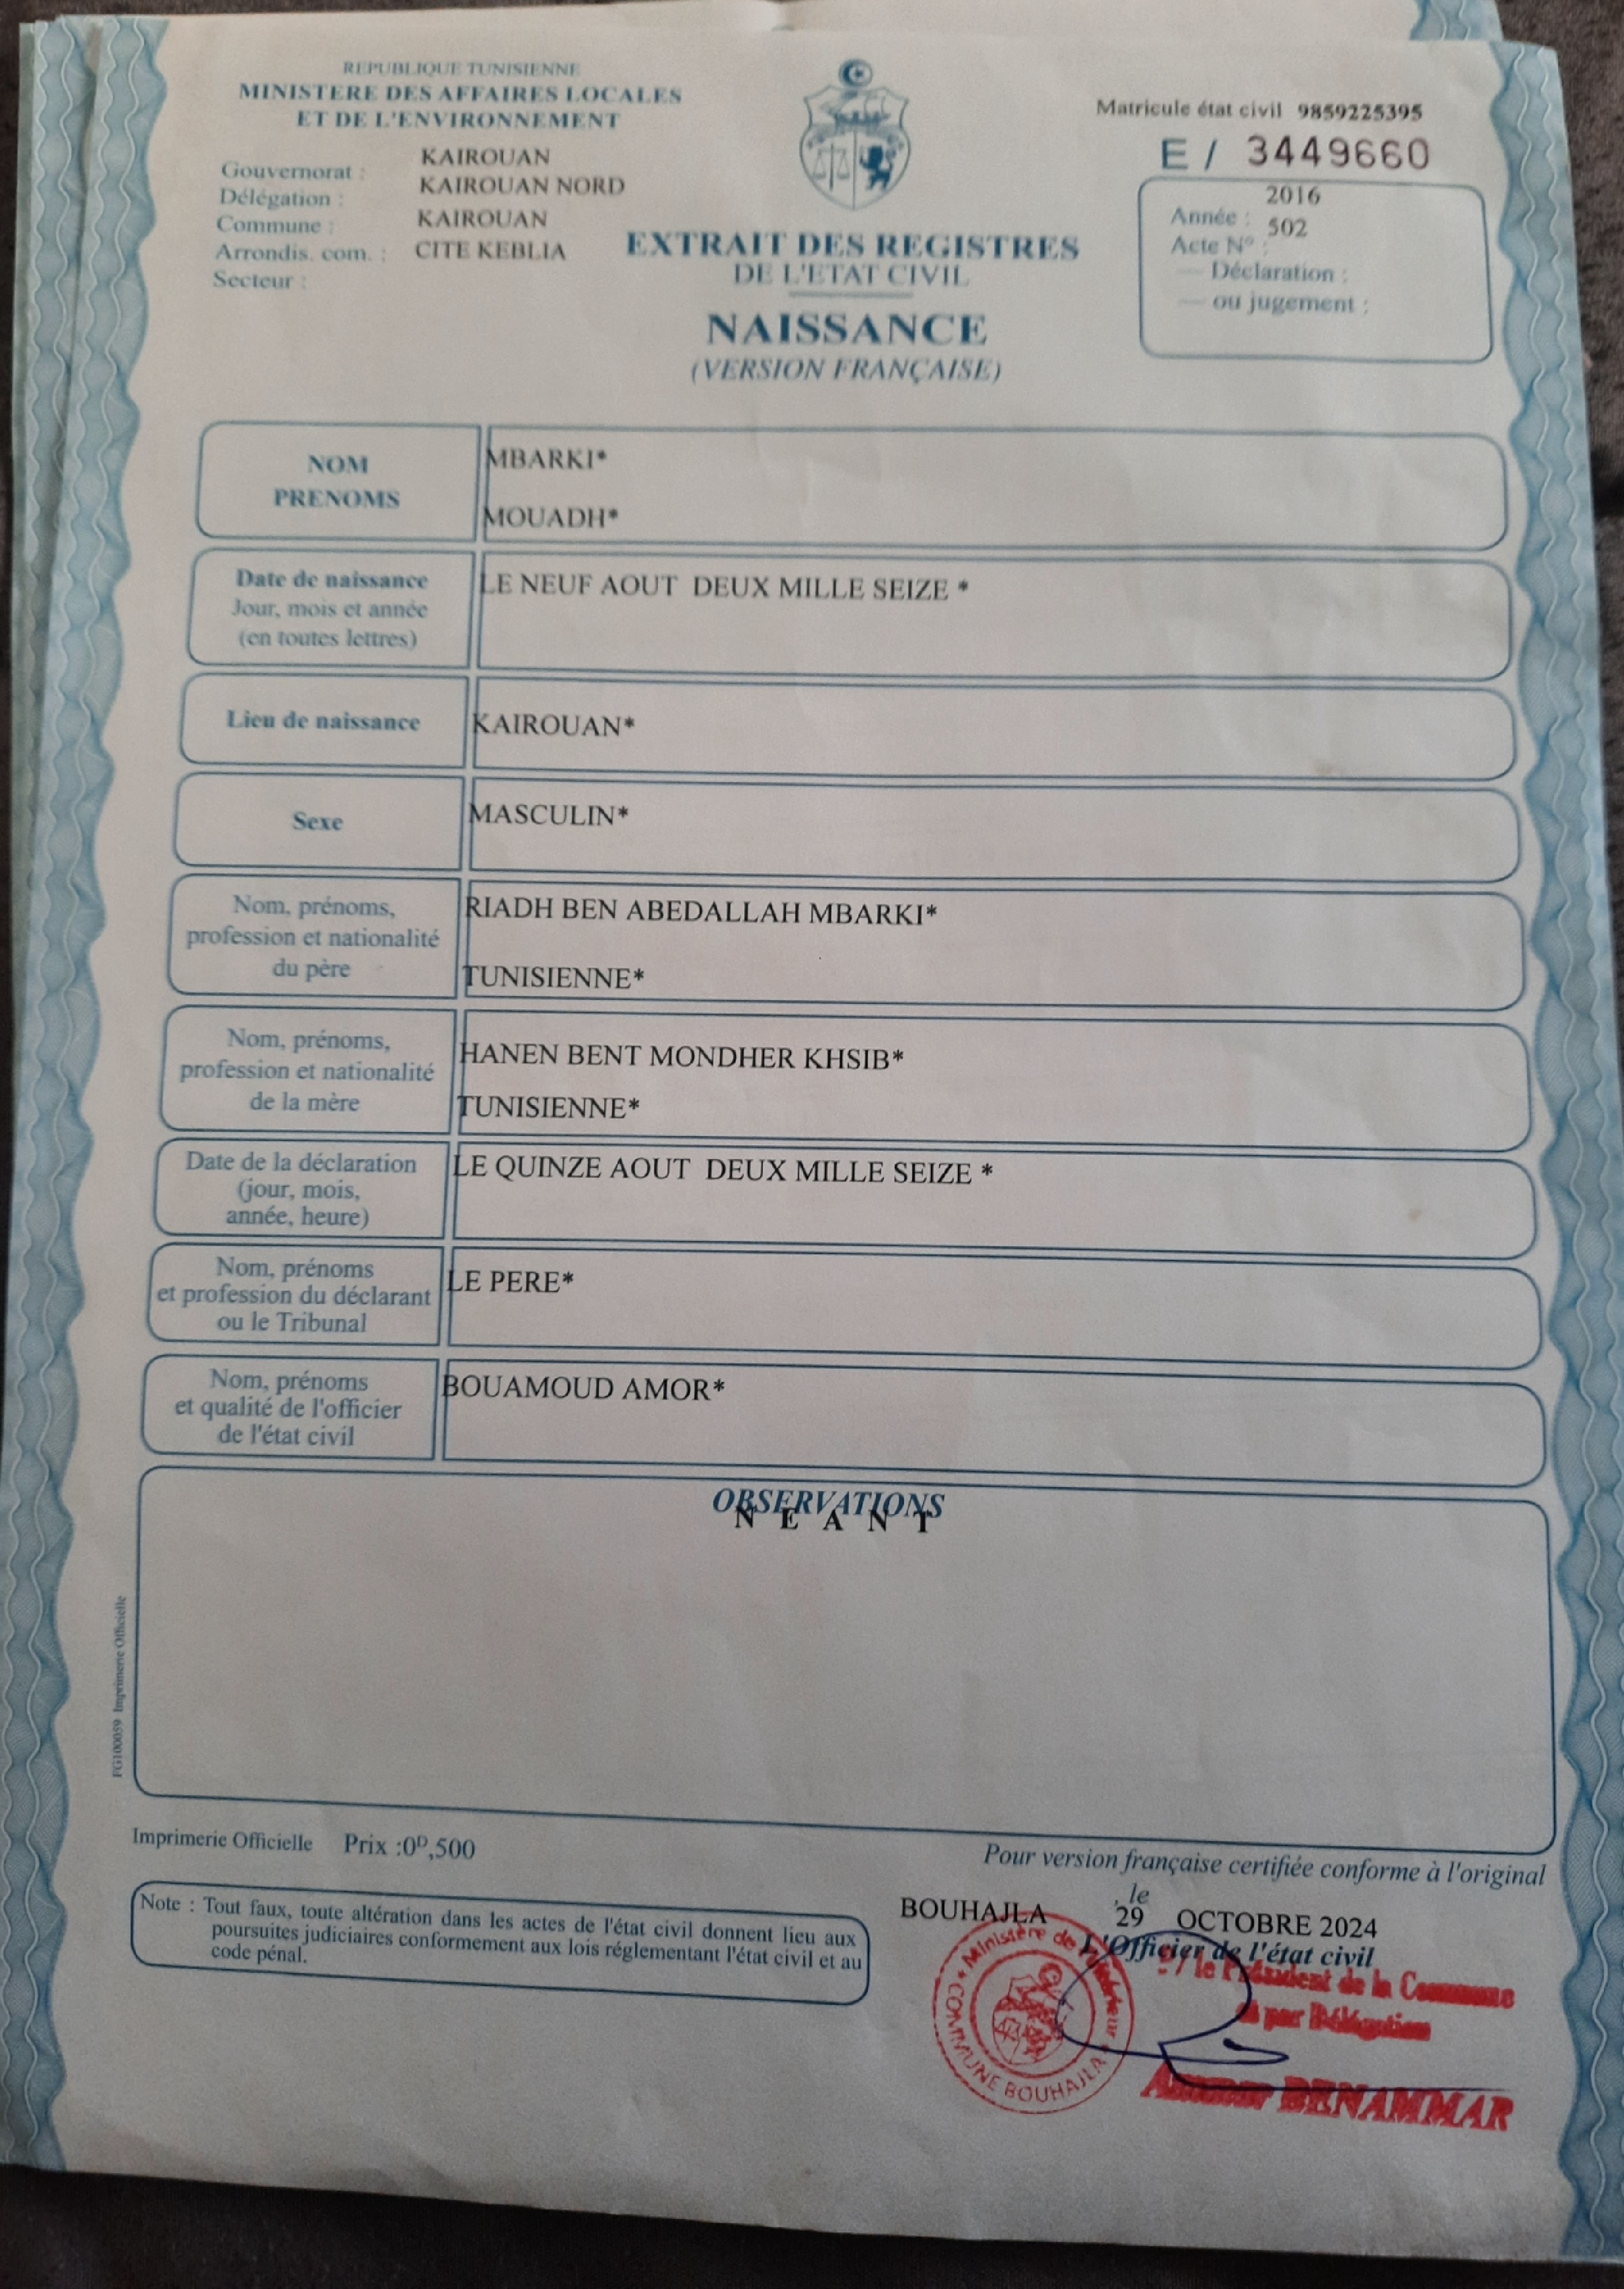 REPUBLIQUE TUNISIENNE
MINISTERE DES AFFAIRES LOCALES
ET DE L'ENVIRONNEMENT
Gouvernorat : KAIROUAN
Délégation : KAIROUAN NORD
Commune : KAIROUAN
Arrondis. com. : CITE KEBLIA
Secteur :
Matricule état civil 9859225395
E / 3449660
2016
Année :
502
Acte N° :
— Déclaration :
— ou jugement :
EXTRAIT DES REGISTRES
DE L'ETAT CIVIL
NAISSANCE
(VERSION FRANÇAISE)
NOM
PRENOMS
MBARKI*
MOUADH*
Date de naissance
Jour, mois et année
(en toutes lettres)
LE NEUF AOUT DEUX MILLE SEIZE *
Lieu de naissance
KAIROUAN*
Sexe
MASCULIN*
Nom, prénoms,
profession et nationalité
du père
RIADH BEN ABEDALLAH MBARKI*
TUNISIENNE*
Nom, prénoms,
profession et nationalité
de la mère
HANEN BENT MONDHER KHSIB*
TUNISIENNE*
Date de la déclaration
(jour, mois,
année, heure)
LE QUINZE AOUT DEUX MILLE SEIZE *
Nom, prénoms
et profession du déclarant
ou le Tribunal
LE PERE*
Nom, prénoms
et qualité de l'officier
de l'état civil
BOUAMOUD AMOR*
OBSERVATIONS
N E A N T
FG100059 Imprimerie Officielle
Imprimerie Officielle Prix :0ᴰ,500
Pour version française certifiée conforme à l'original
Note : Tout faux, toute altération dans les actes de l'état civil donnent lieu aux
poursuites judiciaires conformement aux lois réglementant l'état civil et au
code pénal.
BOUHAJLA , le
29 OCTOBRE 2024
L'Officier de l'état civil
le Président de la Commune
par Délégation
BENAMMAR
Ministère de l'Intérieur
COMMUNE BOUHAJLA